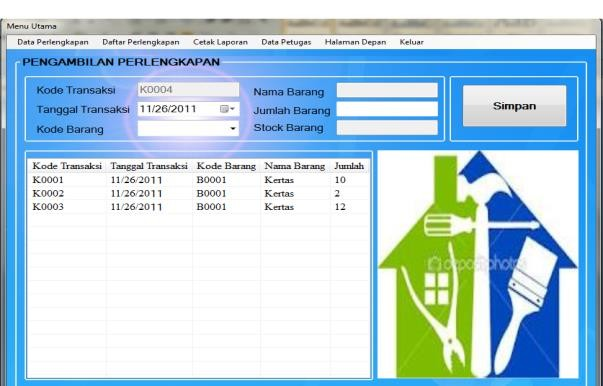 Menu Utama
Data Perlengkapan Daftar Perlengkapan Cetak Laporan Data Petugas Halaman Depan Keluar
PENGAMBILAN PERLENGKAPAN
Kode Transaksi K0004 Nama Barang
Tanggal Transaksi 11/26/2011 Jumlah Barang
Kode Barang Stock Barang
Simpan
Kode Transaksi Tanggal Transaksi Kode Barang Nama Barang Jumlah
K0001 11/26/2011 B0001 Kertas 10
K0002 11/26/2011 B0001 Kertas 2
K0003 11/26/2011 B0001 Kertas 12
depositphotos